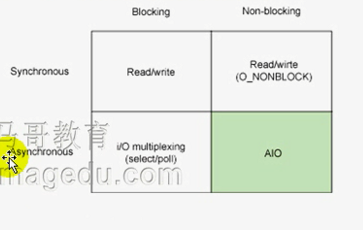 Blocking
Non-blocking
Synchronous
Read/write
Read/wirte
(O_NONBLOCK)
马哥教育
Asynchronous
i/O multiplexing
(select/poll)
AIO
magedu.com